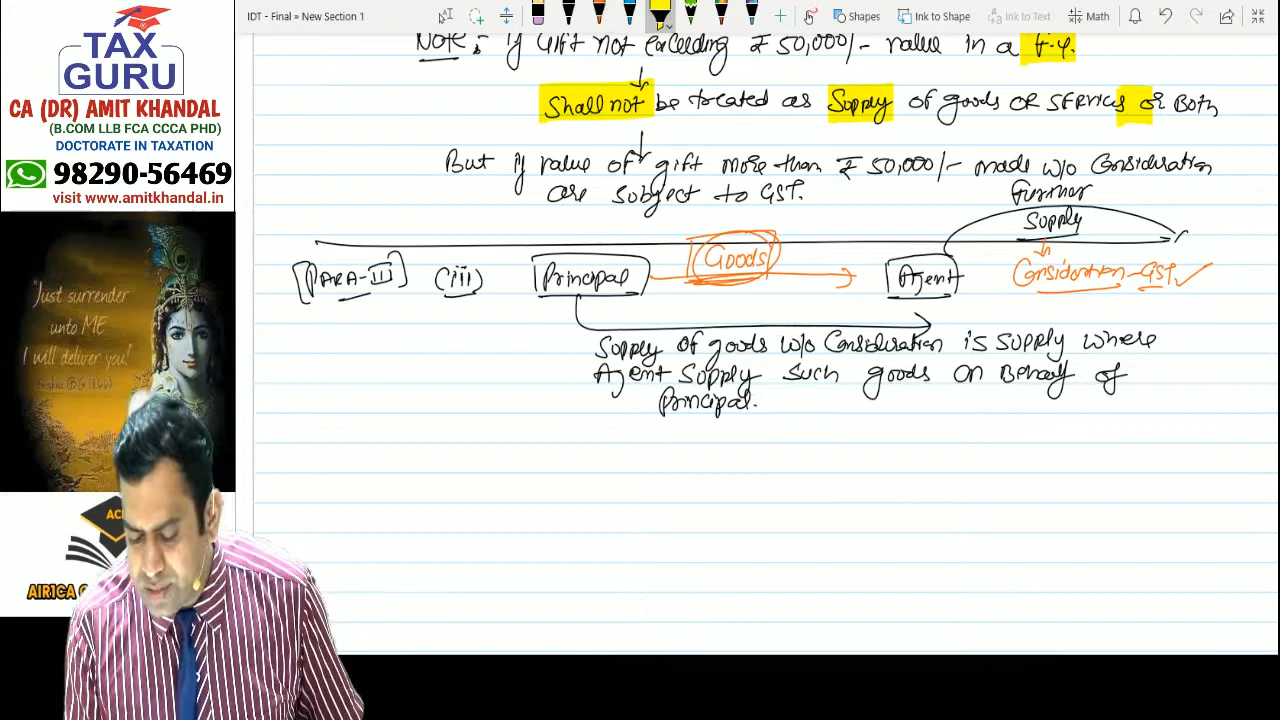 IDT - Final » New Section 1
Shapes
Ink to Shape
Ink to Text
Math
TAX
GURU
CA (DR) AMIT KHANDAL
(B.COM LLB FCA CCCA PHD)
DOCTORATE IN TAXATION
98290-56469
visit www.amitkhandal.in
"Just surrender
unto ME
I will deliver you!"
Krishna (BG 18.66)
Note: if Gift not exceeding ₹ 50,000/- value in a F.Y.
Shall not be treated as Supply of goods or services or Both
But if value of gift more than ₹ 50,000/- made w/o Consideration
are subject to GST.
Further
Supply
PARA-III (iii) Principal Goods Agent Consideration - GST ✓
Supply of goods w/o Consideration is supply where
Agent Supply such goods on Behalf of
Principal.